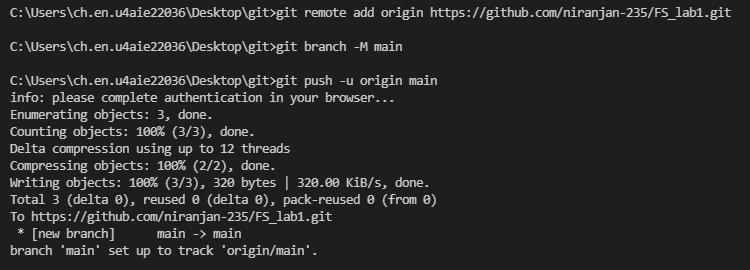 C:\Users\ch.en.u4aie22036\Desktop\git>git remote add origin https://github.com/niranjan-235/FS_lab1.git
C:\Users\ch.en.u4aie22036\Desktop\git>git branch -M main
C:\Users\ch.en.u4aie22036\Desktop\git>git push -u origin main
info: please complete authentication in your browser...
Enumerating objects: 3, done.
Counting objects: 100% (3/3), done.
Delta compression using up to 12 threads
Compressing objects: 100% (2/2), done.
Writing objects: 100% (3/3), 320 bytes | 320.00 KiB/s, done.
Total 3 (delta 0), reused 0 (delta 0), pack-reused 0 (from 0)
To https://github.com/niranjan-235/FS_lab1.git
 * [new branch]      main -> main
branch 'main' set up to track 'origin/main'.